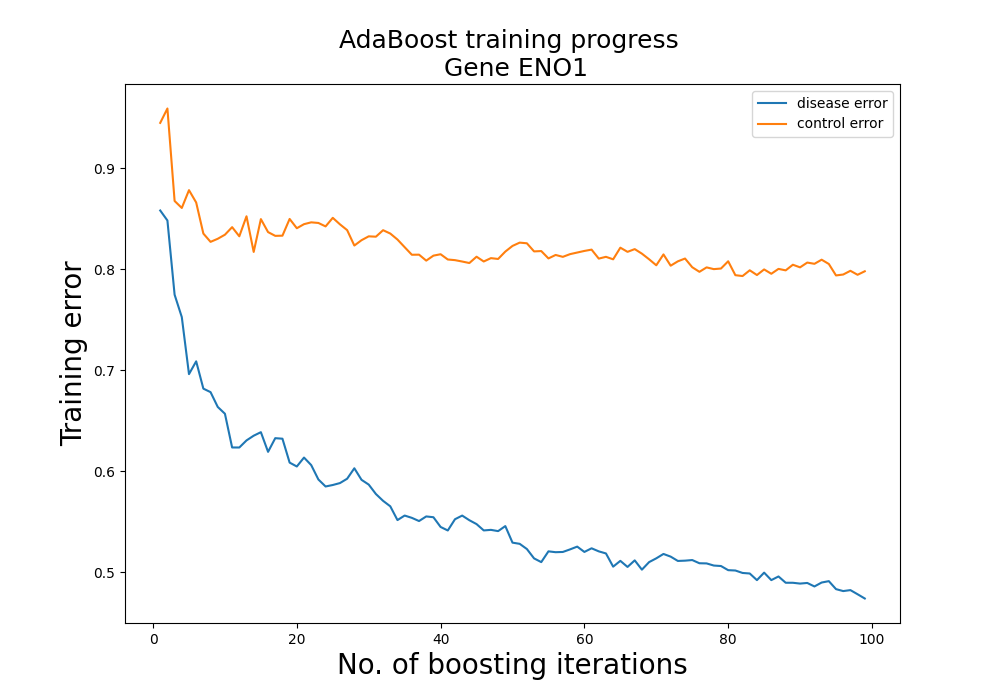 AdaBoost training progress
Gene ENO1
disease error
control error
Training error
0.9
0.8
0.7
0.6
0.5
0 20 40 60 80 100
No. of boosting iterations